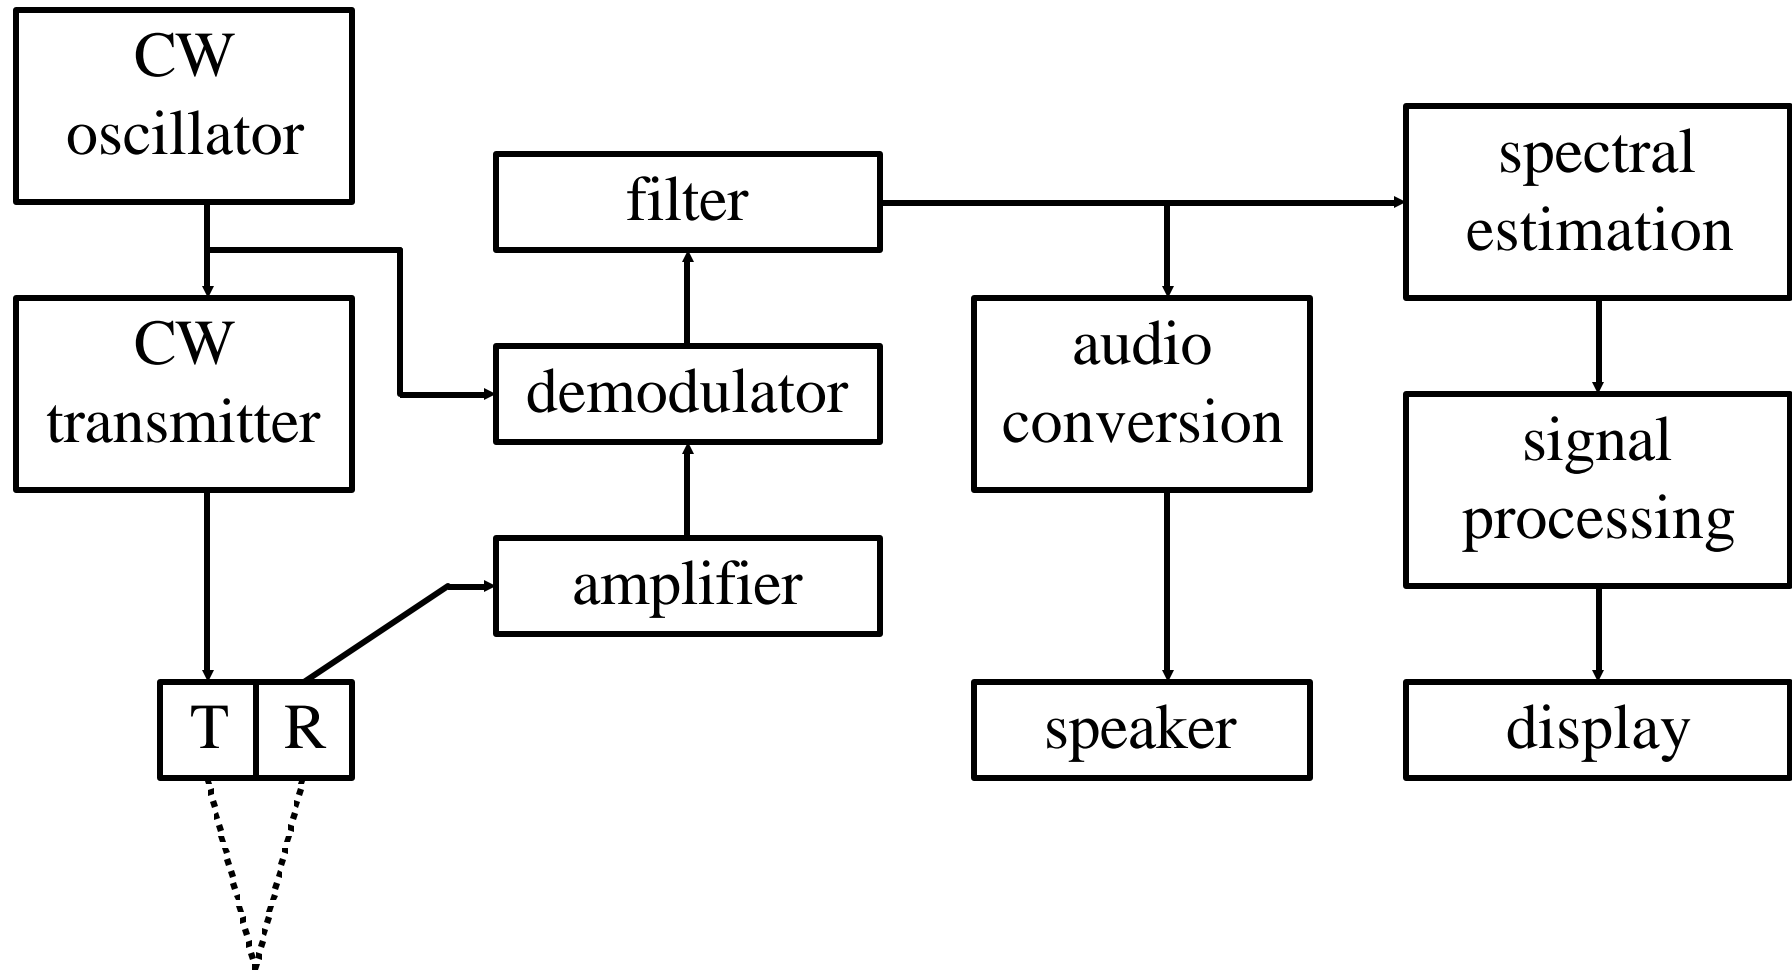 CW
oscillator
CW
transmitter
T
R
filter
demodulator
amplifier
audio
conversion
speaker
spectral
estimation
signal
processing
display